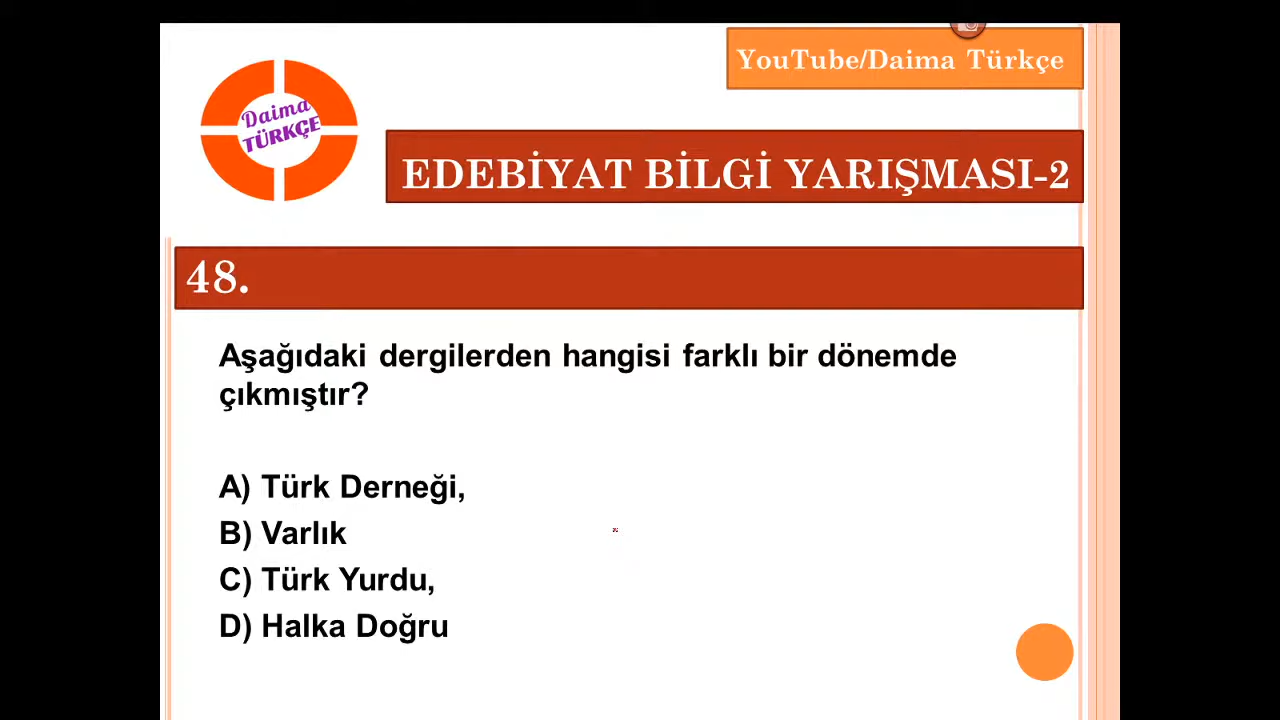 YouTube/Daima Türkçe
Daima
TÜRKÇE
EDEBİYAT BİLGİ YARIŞMASI-2
48.
Aşağıdaki dergilerden hangisi farklı bir dönemde
çıkmıştır?
A) Türk Derneği,
B) Varlık
C) Türk Yurdu,
D) Halka Doğru